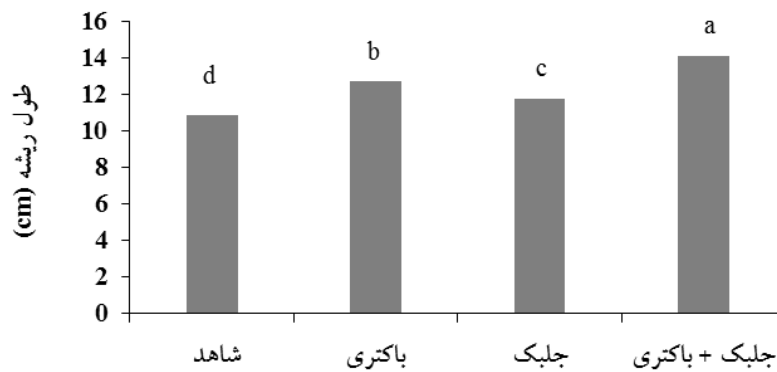 طول ریشه (cm)
16
14
12
10
8
6
4
2
0
d
b
c
a
شاهد
باکتری
جلبک
جلبک + باکتری